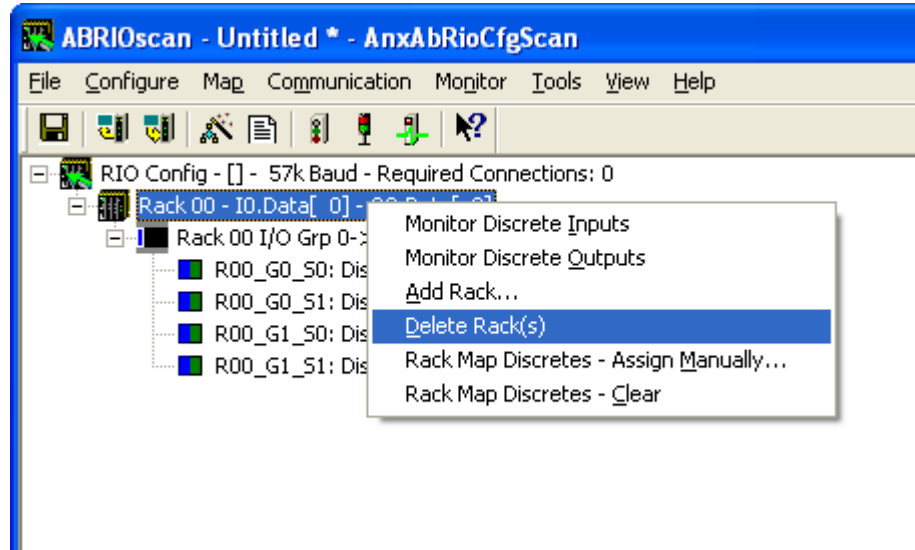 ABRIOscan - Untitled * - AnxAbRioCfgScan
File Configure Map Communication Monitor Tools View Help
RIO Config - [] - 57k Baud - Required Connections: 0
Rack 00 - I0.Data[ 0] -
Rack 00 I/O Grp 0->
R00_G0_S0: Dis
R00_G0_S1: Dis
R00_G1_S0: Dis
R00_G1_S1: Dis
Monitor Discrete Inputs
Monitor Discrete Outputs
Add Rack...
Delete Rack(s)
Rack Map Discretes - Assign Manually...
Rack Map Discretes - Clear